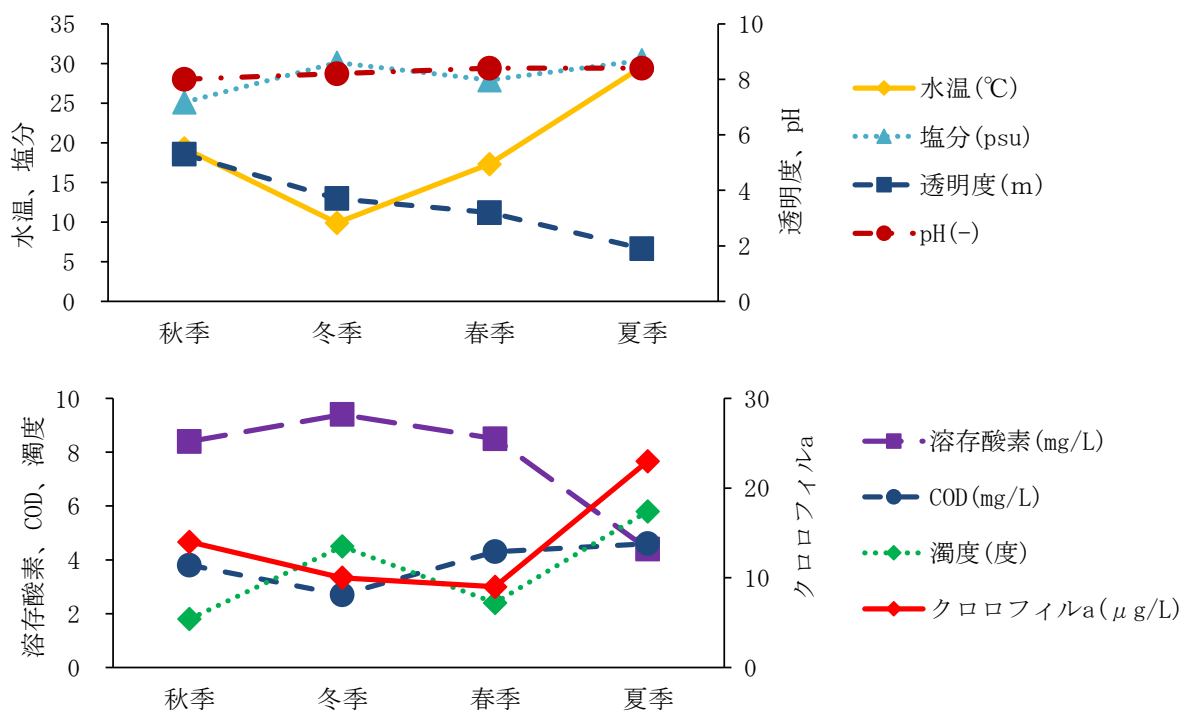 35
30
25
20
15
10
5
0
水温、塩分
10
8
6
4
2
0
透明度、pH
秋季 冬季 春季 夏季
水温(℃)
塩分(psu)
透明度(m)
pH(-)
10
8
6
4
2
0
溶存酸素、COD、濁度
30
20
10
0
クロロフィルa
秋季 冬季 春季 夏季
溶存酸素(mg/L)
COD(mg/L)
濁度(度)
クロロフィルa(μg/L)